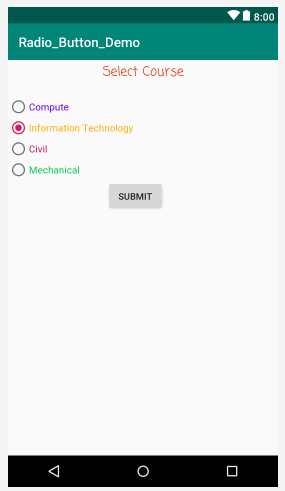 8:00
Radio_Button_Demo
Select Course
Compute
Information Technology
Civil
Mechanical
SUBMIT